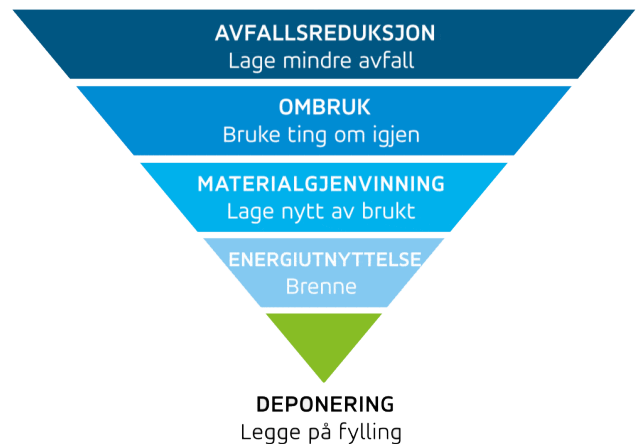 AVFALLSREDUKSJON
Lage mindre avfall
OMBRUK
Bruke ting om igjen
MATERIALGJENVINNING
Lage nytt av brukt
ENERGIUTNYTTELSE
Brenne
DEPONERING
Legge på fylling